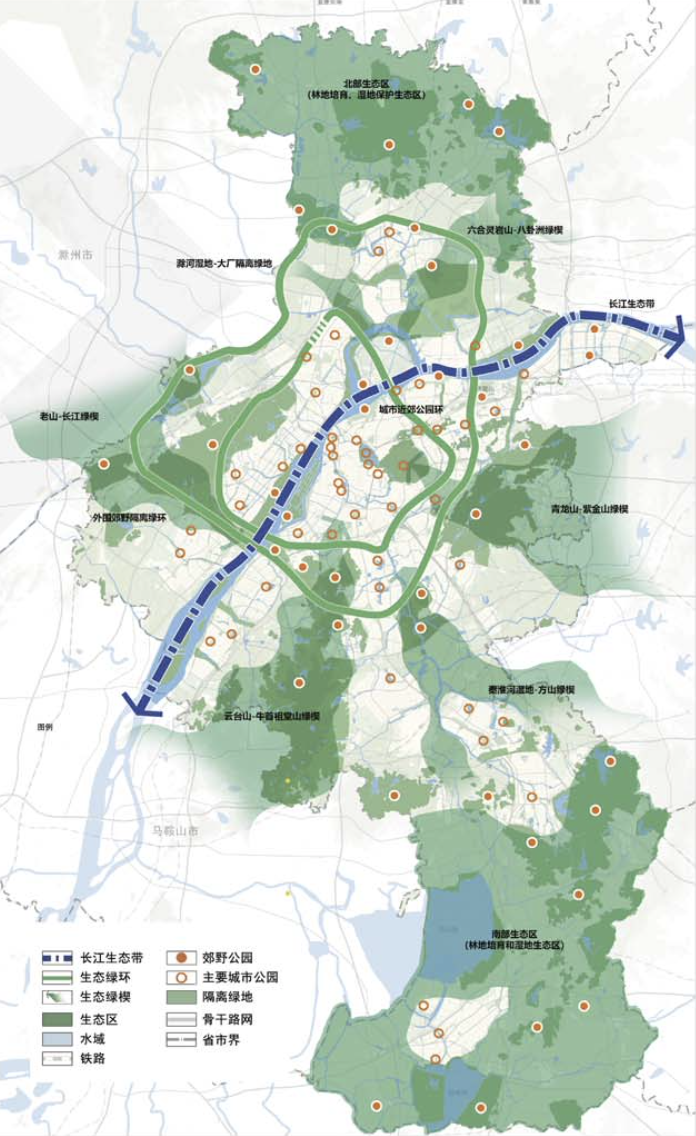 北部生态区
(林地培育、湿地保护生态区)
六合灵岩山-八卦洲绿楔
滁州市
滁河湿地-大厂隔离绿地
长江生态带
老山-长江绿楔
城市近郊公园环
外围郊野隔离绿环
青龙山-紫金山绿楔
秦淮河湿地-方山绿楔
云台山-牛首祖堂山绿楔
图例
马鞍山市
南部生态区
(林地培育和湿地生态区)
长江生态带
郊野公园
生态绿环
主要城市公园
生态绿楔
隔离绿地
生态区
骨干路网
水域
省市界
铁路